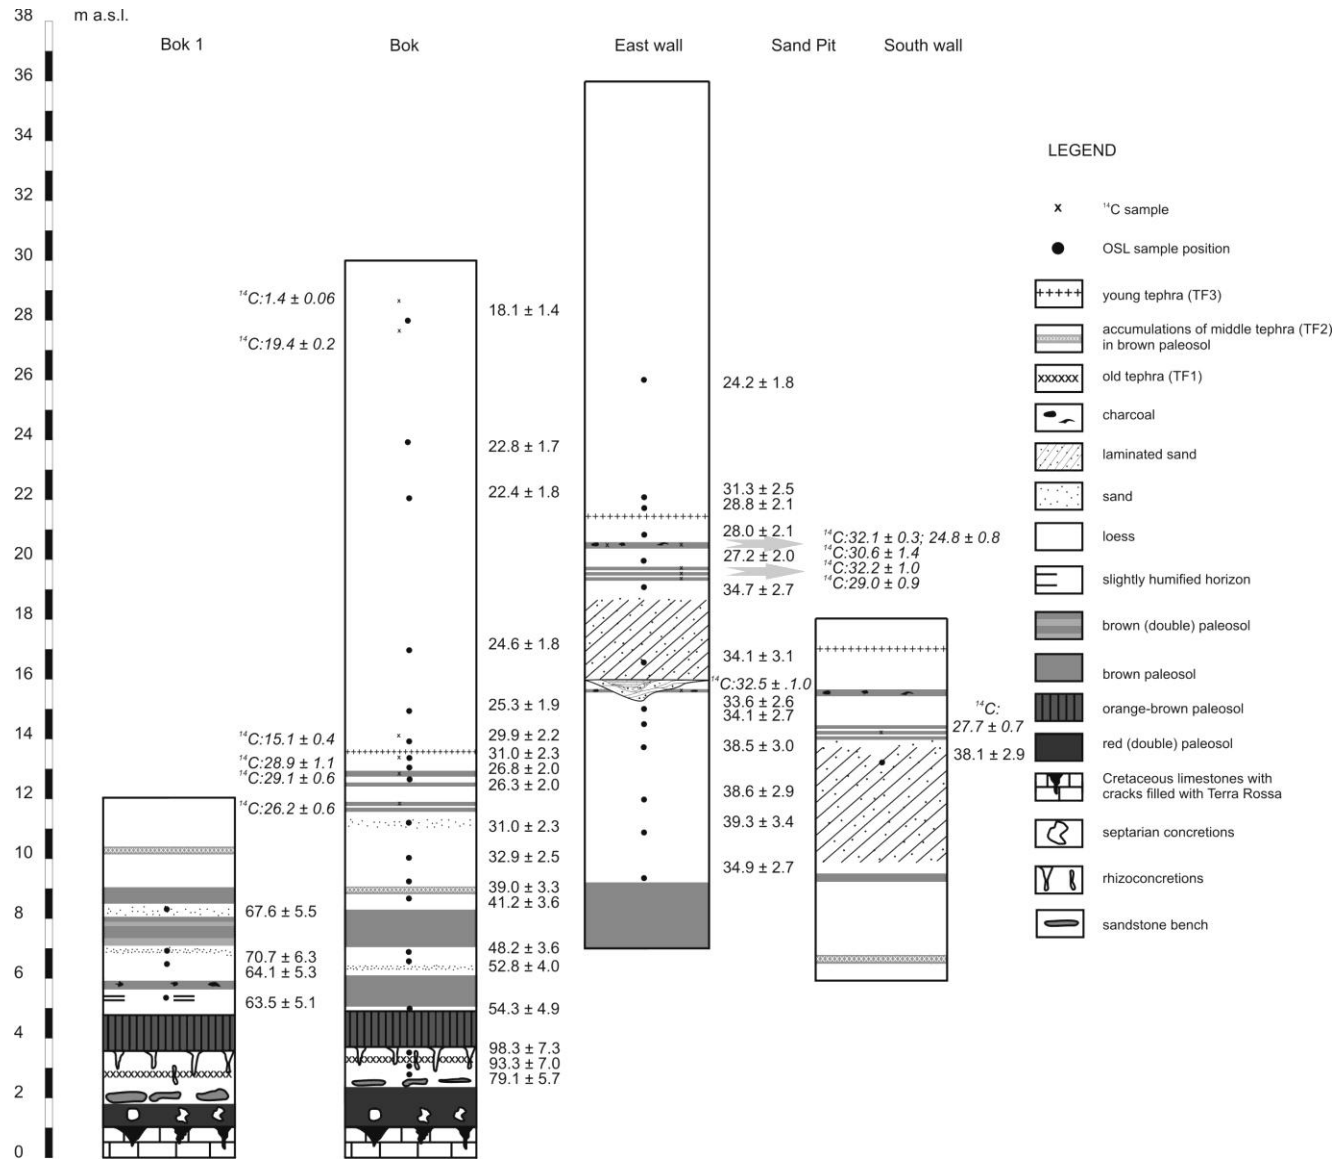 38
m a.s.l.
Bok 1
Bok
East wall
Sand Pit
South wall
36
34
32
30
28
26
24
22
20
18
16
14
12
10
8
6
4
2
0
67.6 ± 5.5
70.7 ± 6.3
64.1 ± 5.3
63.5 ± 5.1
¹⁴C:1.4 ± 0.06
¹⁴C:19.4 ± 0.2
¹⁴C:15.1 ± 0.4
¹⁴C:28.9 ± 1.1
¹⁴C:29.1 ± 0.6
¹⁴C:26.2 ± 0.6
18.1 ± 1.4
22.8 ± 1.7
22.4 ± 1.8
24.6 ± 1.8
25.3 ± 1.9
29.9 ± 2.2
31.0 ± 2.3
26.8 ± 2.0
26.3 ± 2.0
31.0 ± 2.3
32.9 ± 2.5
39.0 ± 3.3
41.2 ± 3.6
48.2 ± 3.6
52.8 ± 4.0
54.3 ± 4.9
98.3 ± 7.3
93.3 ± 7.0
79.1 ± 5.7
24.2 ± 1.8
31.3 ± 2.5
28.8 ± 2.1
28.0 ± 2.1
27.2 ± 2.0
34.7 ± 2.7
34.1 ± 3.1
¹⁴C:32.5 ± .1.0
33.6 ± 2.6
34.1 ± 2.7
38.5 ± 3.0
38.6 ± 2.9
39.3 ± 3.4
34.9 ± 2.7
¹⁴C:32.1 ± 0.3; 24.8 ± 0.8
¹⁴C:30.6 ± 1.4
¹⁴C:32.2 ± 1.0
¹⁴C:29.0 ± 0.9
¹⁴C:
27.7 ± 0.7
38.1 ± 2.9
LEGEND
x ¹⁴C sample
OSL sample position
young tephra (TF3)
accumulations of middle tephra (TF2)
in brown paleosol
old tephra (TF1)
charcoal
laminated sand
sand
loess
slightly humified horizon
brown (double) paleosol
brown paleosol
orange-brown paleosol
red (double) paleosol
Cretaceous limestones with
cracks filled with Terra Rossa
septarian concretions
rhizoconcretions
sandstone bench